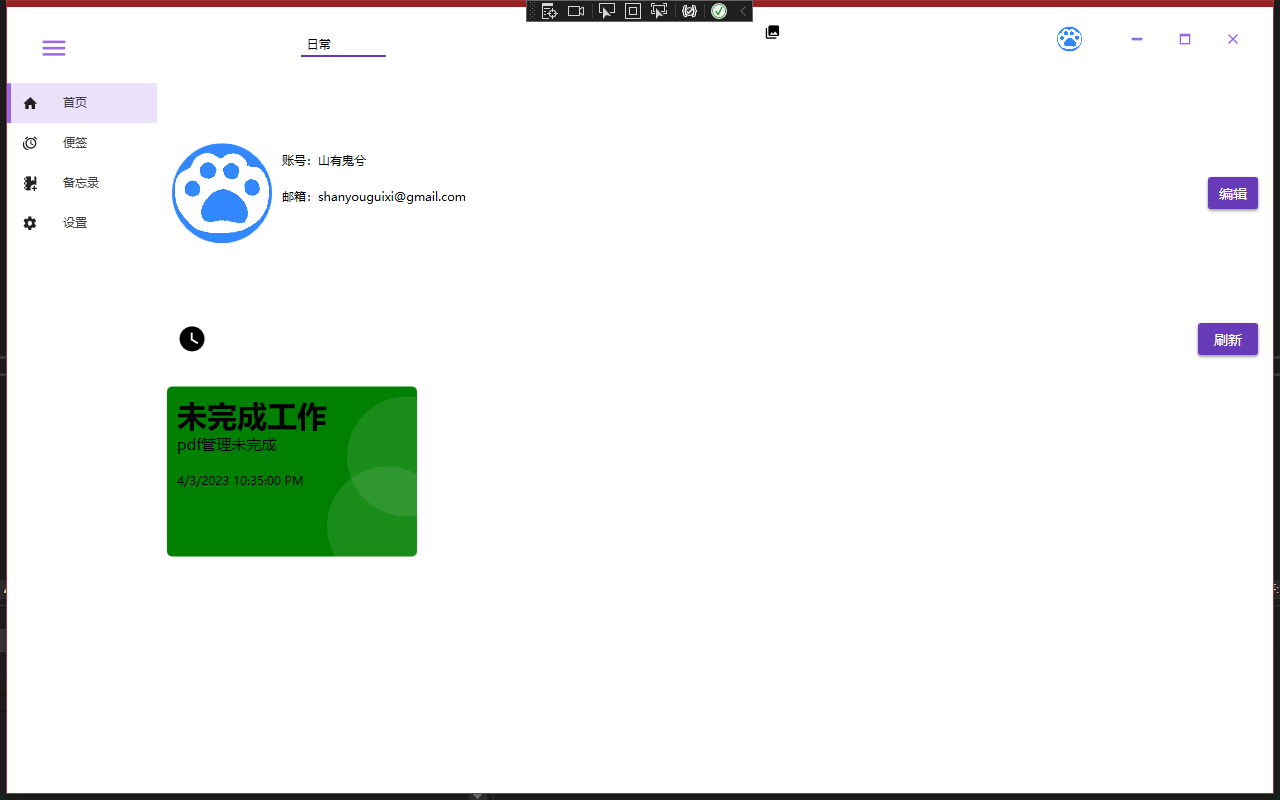 日常
首页
便签
备忘录
设置
账号：山有鬼兮
邮箱：shanyouguixi@gmail.com
编辑
刷新
未完成工作
pdf管理未完成
4/3/2023 10:35:00 PM